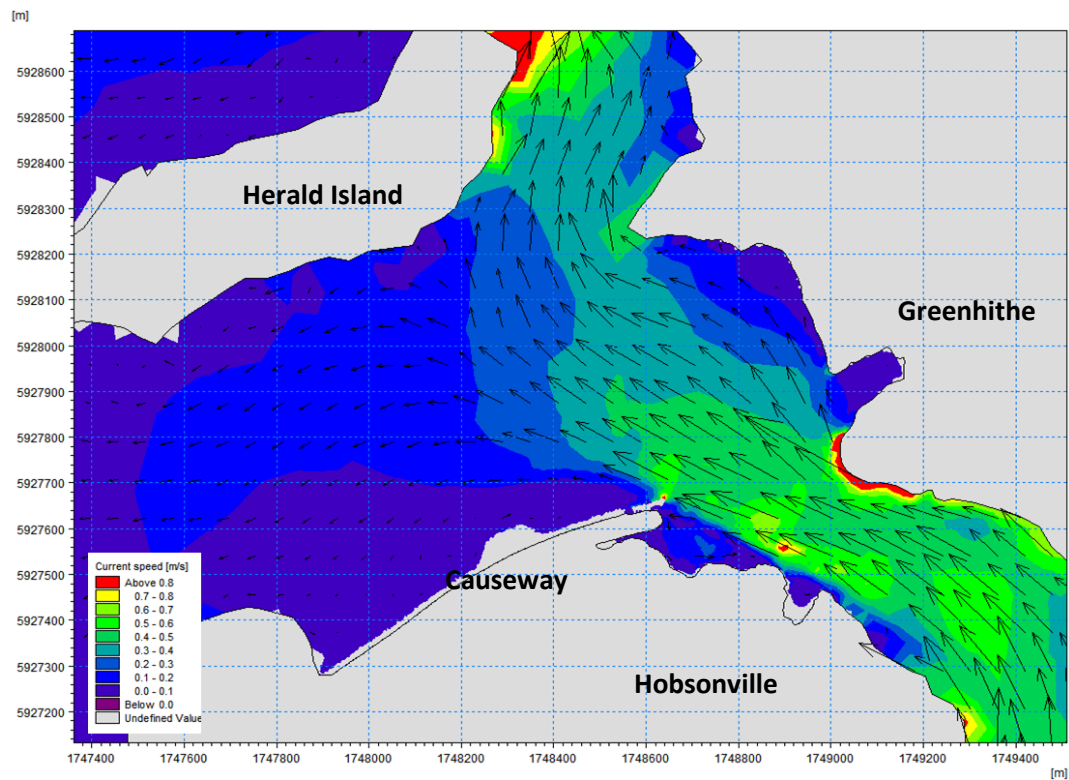 [m]
5928600
5928500
5928400
5928300
5928200
5928100
5928000
5927900
5927800
5927700
5927600
5927500
5927400
5927300
5927200
Herald Island
Greenhithe
Causeway
Hobsonville
Current speed [m/s]
Above 0.8
0.7 - 0.8
0.6 - 0.7
0.5 - 0.6
0.4 - 0.5
0.3 - 0.4
0.2 - 0.3
0.1 - 0.2
0.0 - 0.1
Below 0.0
Undefined Value
1747400 1747600 1747800 1748000 1748200 1748400 1748600 1748800 1749000 1749200 1749400
[m]